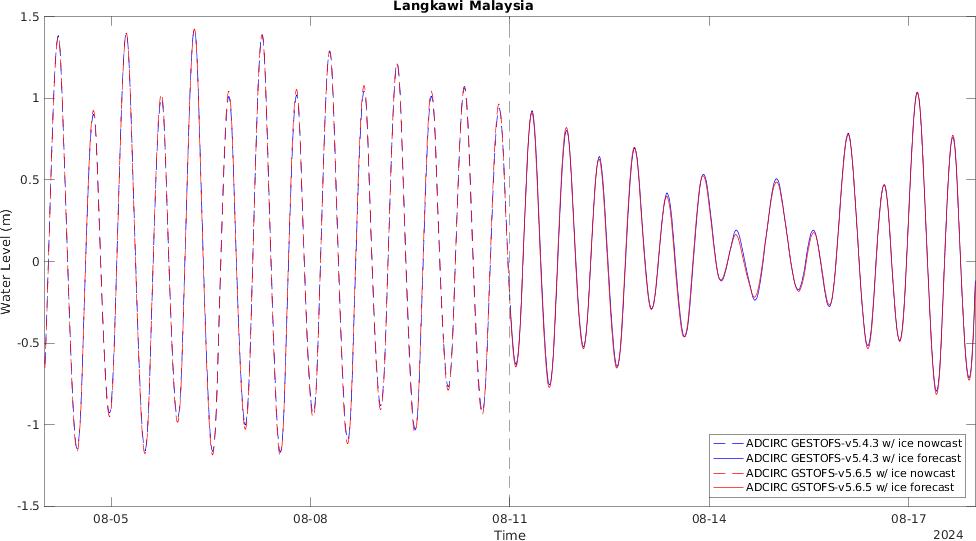 Langkawi Malaysia
1.5
1
0.5
0
-0.5
-1
-1.5
Water Level (m)
08-05
08-08
08-11
08-14
08-17
Time
2024
ADCIRC GESTOFS-v5.4.3 w/ ice nowcast
ADCIRC GESTOFS-v5.4.3 w/ ice forecast
ADCIRC GSTOFS-v5.6.5 w/ ice nowcast
ADCIRC GSTOFS-v5.6.5 w/ ice forecast